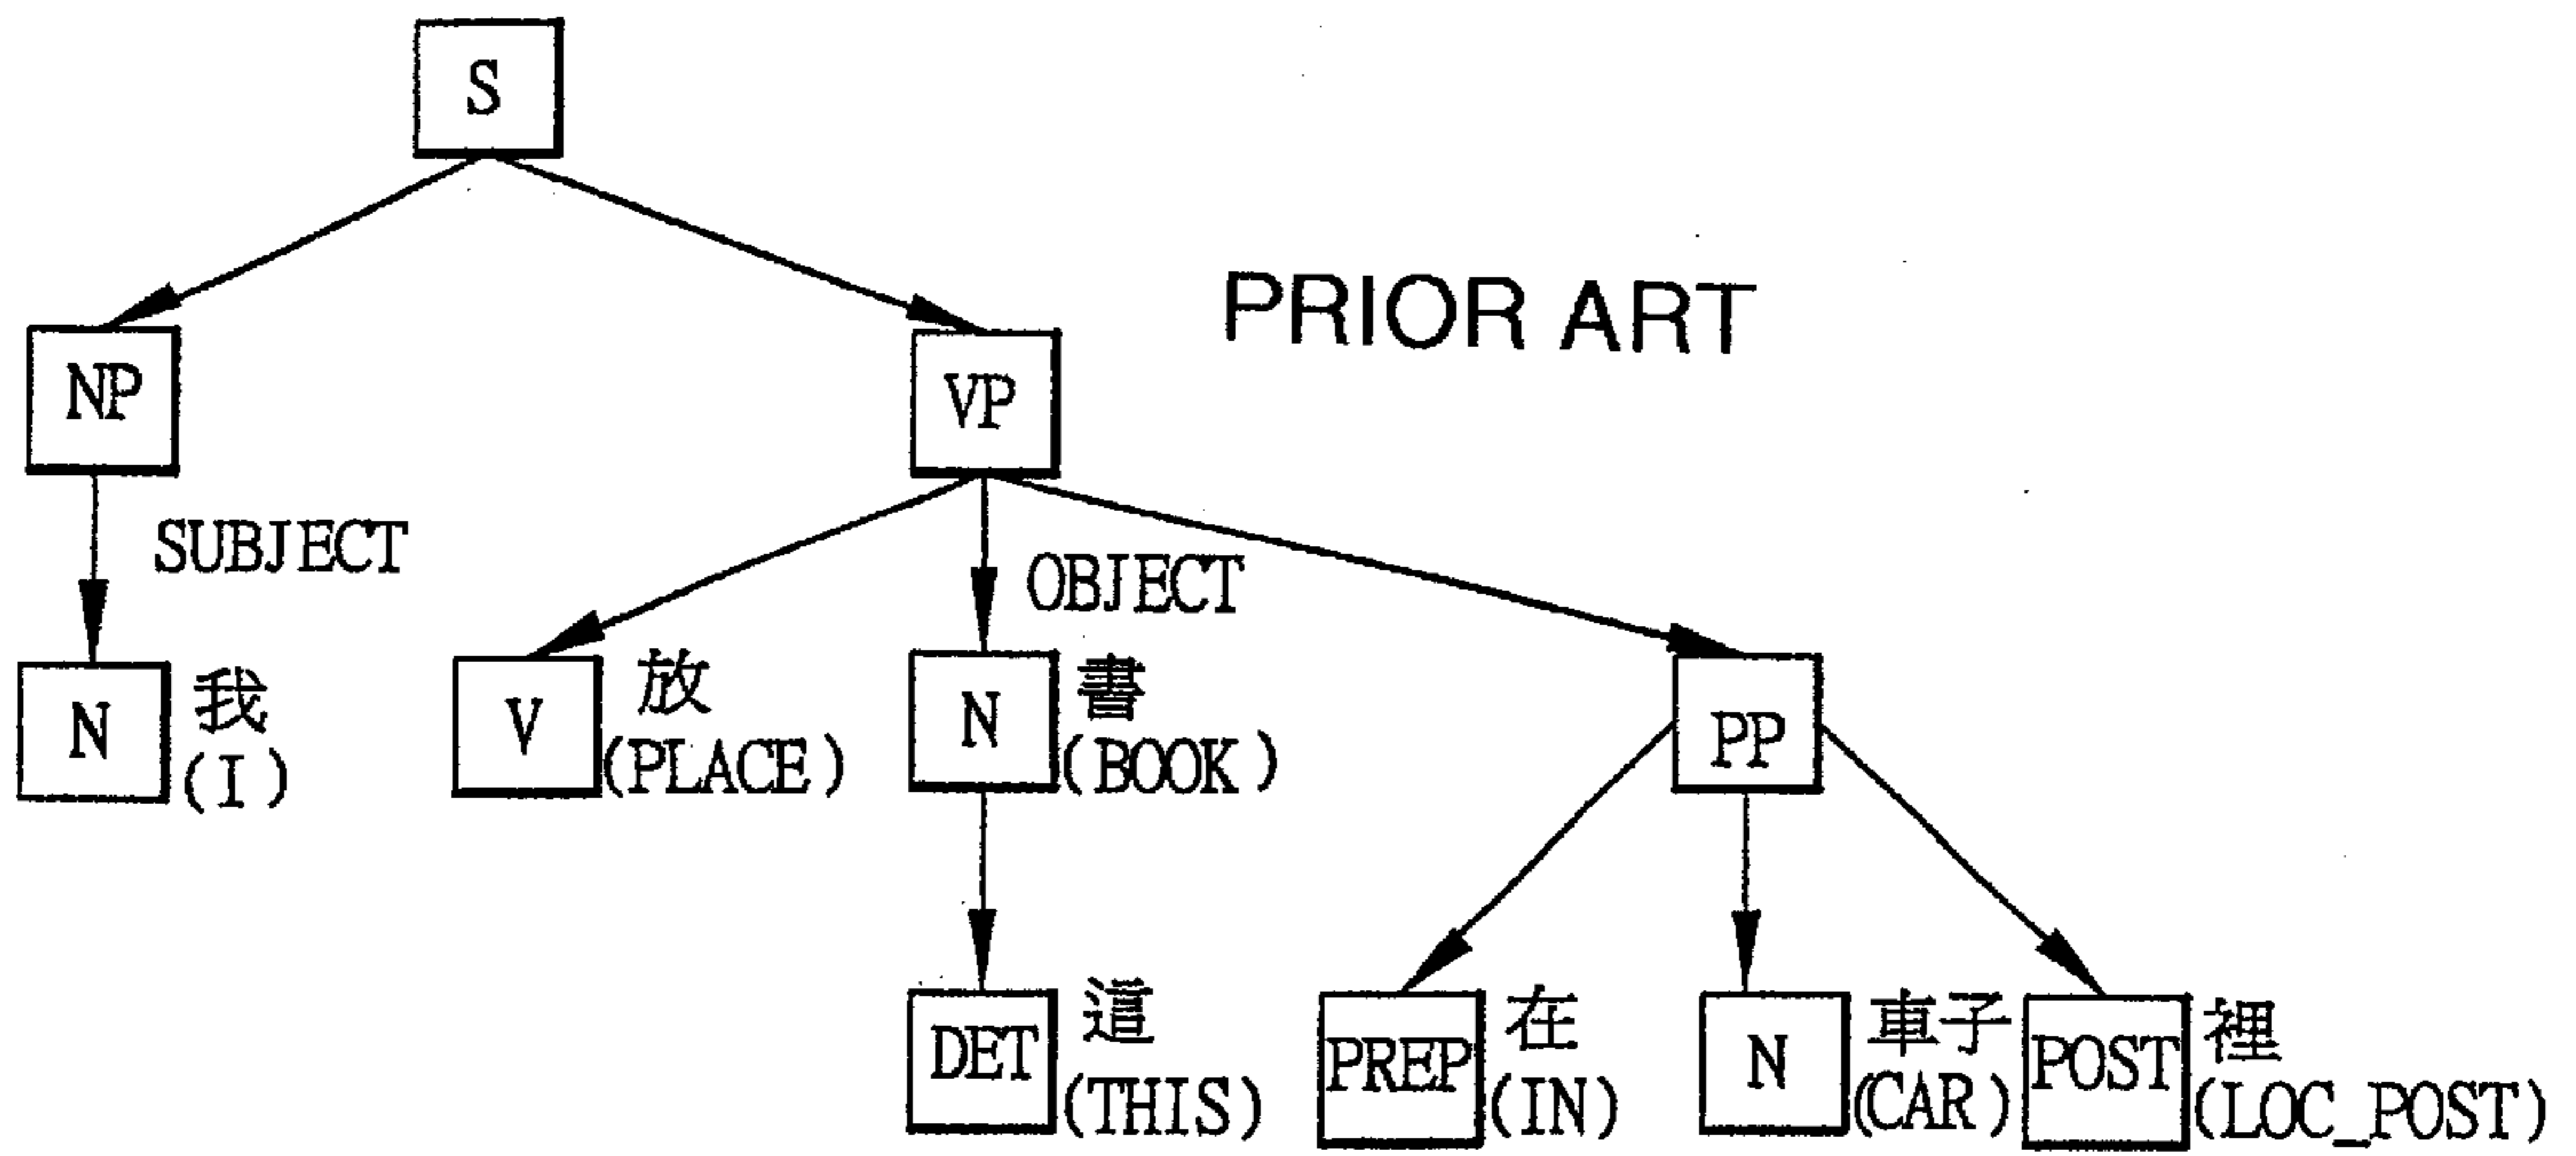 S
PRIOR ART
NP
VP
SUBJECT
OBJECT
N 我
(I)
V 放
(PLACE)
N 書
(BOOK)
PP
DET 這
(THIS)
PREP 在
(IN)
N 車子
(CAR)
POST 裡
(LOC_POST)